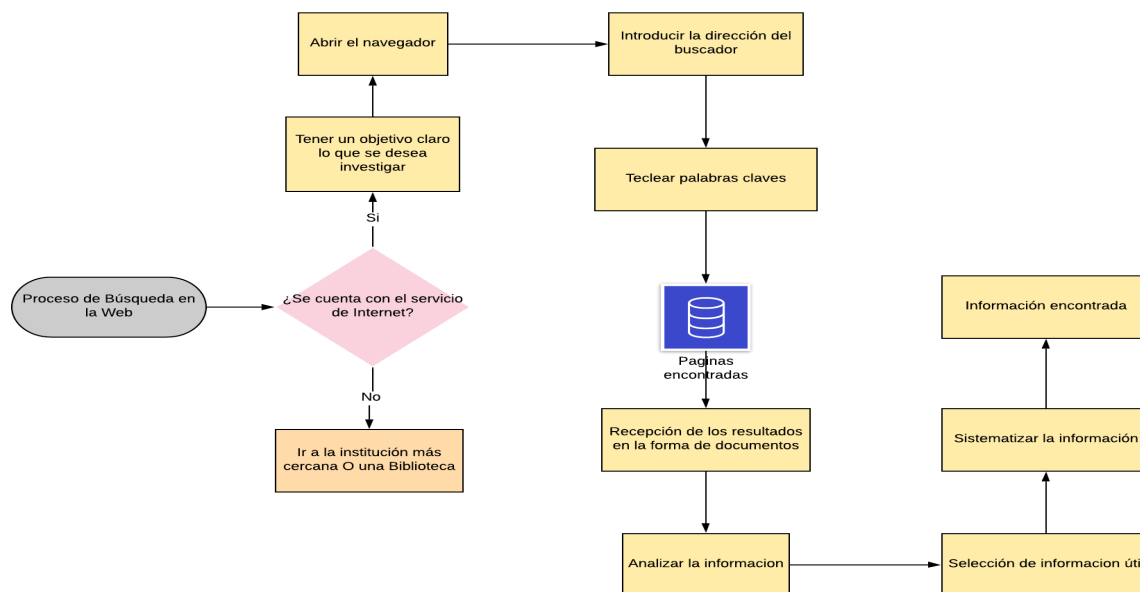 Proceso de Búsqueda en
la Web
¿Se cuenta con el servicio
de Internet?
Si
Tener un objetivo claro
lo que se desea
investigar
Abrir el navegador
Introducir la dirección del
buscador
Teclear palabras claves
Paginas
encontradas
Recepción de los resultados
en la forma de documentos
Analizar la informacion
Selección de informacion úti
Sistematizar la información
Información encontrada
No
Ir a la institución más
cercana O una Biblioteca